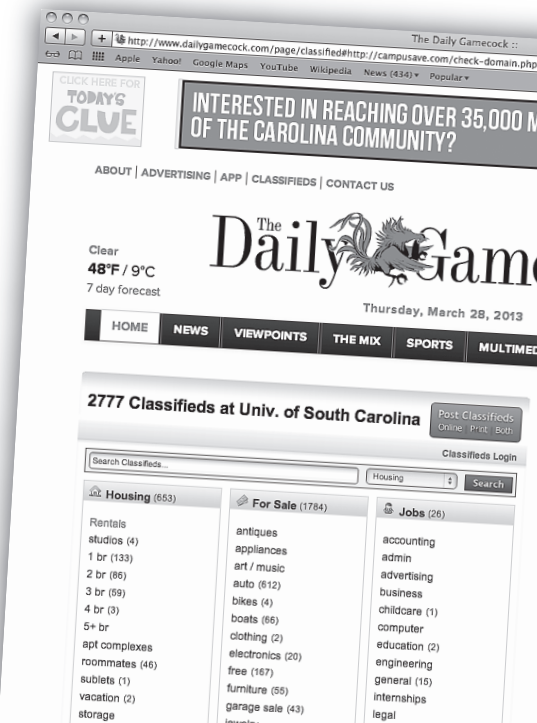 The Daily Gamecock ::
http://www.dailygamecock.com/page/classified#http://campusave.com/check-domain.php
Apple Yahoo! Google Maps YouTube Wikipedia News (434) Popular
CLICK HERE FOR
TODAY'S
CLUE
INTERESTED IN REACHING OVER 35,000 M
OF THE CAROLINA COMMUNITY?
ABOUT | ADVERTISING | APP | CLASSIFIEDS | CONTACT US
Clear
48°F / 9°C
7 day forecast
The
Daily Gamec
Thursday, March 28, 2013
HOME NEWS VIEWPOINTS THE MIX SPORTS MULTIMED
2777 Classifieds at Univ. of South Carolina
Post Classifieds
Online Print Both
Classifieds Login
Search Classifieds... Housing Search
Housing (653)
Rentals
studios (4)
1 br (133)
2 br (86)
3 br (59)
4 br (3)
5+ br
apt complexes
roommates (46)
sublets (1)
vacation (2)
storage
For Sale (1784)
antiques
appliances
art / music
auto (612)
bikes (4)
boats (66)
clothing (2)
electronics (20)
free (167)
furniture (55)
garage sale (43)
Jobs (26)
accounting
admin
advertising
business
childcare (1)
computer
education (2)
engineering
general (15)
internships
legal